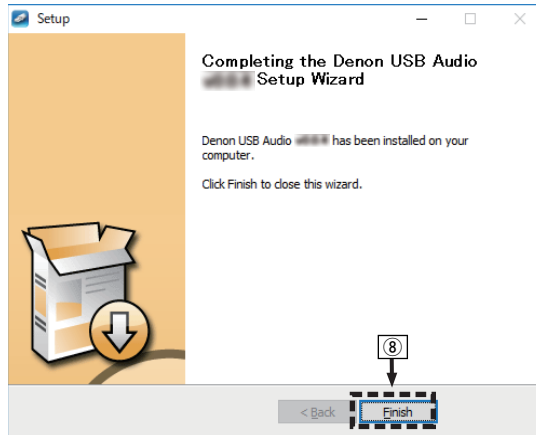 Setup
Completing the Denon USB Audio
Setup Wizard
Denon USB Audio has been installed on your
computer.
Click Finish to close this wizard.
⑧
< Back
Finish